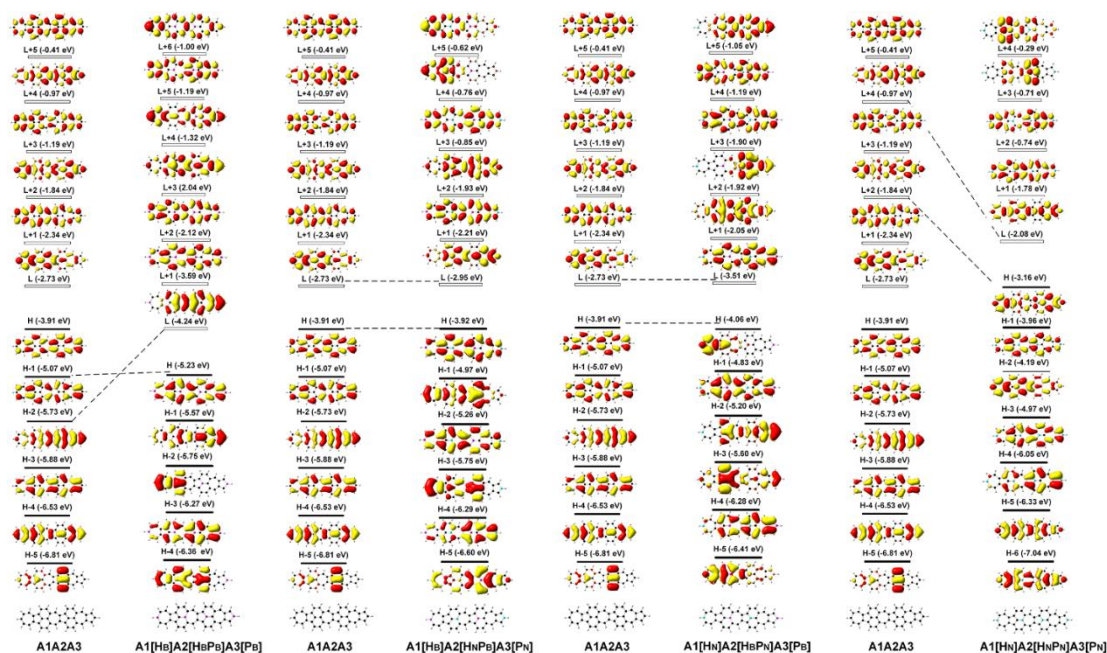 L+5 (-0.41 eV)
L+4 (-0.97 eV)
L+3 (-1.19 eV)
L+2 (-1.84 eV)
L+1 (-2.34 eV)
L (-2.73 eV)
H (-3.91 eV)
H-1 (-5.07 eV)
H-2 (-5.73 eV)
H-3 (-5.88 eV)
H-4 (-6.53 eV)
H-5 (-6.81 eV)
A1A2A3
L+6 (-1.00 eV)
L+5 (-1.19 eV)
L+4 (-1.32 eV)
L+3 (2.04 eV)
L+2 (-2.12 eV)
L+1 (-3.59 eV)
L (-4.24 eV)
H (-5.23 eV)
H-1 (-5.57 eV)
H-2 (-5.75 eV)
H-3 (-6.27 eV)
H-4 (-6.36 eV)
A1[HB]A2[HBPB]A3[PB]
L+5 (-0.41 eV)
L+4 (-0.97 eV)
L+3 (-1.19 eV)
L+2 (-1.84 eV)
L+1 (-2.34 eV)
L (-2.73 eV)
H (-3.91 eV)
H-1 (-5.07 eV)
H-2 (-5.73 eV)
H-3 (-5.88 eV)
H-4 (-6.53 eV)
H-5 (-6.81 eV)
A1A2A3
L+5 (-0.62 eV)
L+4 (-0.76 eV)
L+3 (-0.85 eV)
L+2 (-1.93 eV)
L+1 (-2.21 eV)
L (-2.95 eV)
H (-3.92 eV)
H-1 (-4.97 eV)
H-2 (-5.26 eV)
H-3 (-5.75 eV)
H-4 (-6.29 eV)
H-5 (-6.60 eV)
A1[HB]A2[HNPB]A3[PN]
L+5 (-0.41 eV)
L+4 (-0.97 eV)
L+3 (-1.19 eV)
L+2 (-1.84 eV)
L+1 (-2.34 eV)
L (-2.73 eV)
H (-3.91 eV)
H-1 (-5.07 eV)
H-2 (-5.73 eV)
H-3 (-5.88 eV)
H-4 (-6.53 eV)
H-5 (-6.81 eV)
A1A2A3
L+5 (-1.05 eV)
L+4 (-1.19 eV)
L+3 (-1.90 eV)
L+2 (-1.92 eV)
L+1 (-2.05 eV)
L (-3.51 eV)
H (-4.06 eV)
H-1 (-4.83 eV)
H-2 (-5.20 eV)
H-3 (-5.60 eV)
H-4 (-6.28 eV)
H-5 (-6.41 eV)
A1[HN]A2[HBPN]A3[PB]
L+5 (-0.41 eV)
L+4 (-0.97 eV)
L+3 (-1.19 eV)
L+2 (-1.84 eV)
L+1 (-2.34 eV)
L (-2.73 eV)
H (-3.91 eV)
H-1 (-5.07 eV)
H-2 (-5.73 eV)
H-3 (-5.88 eV)
H-4 (-6.53 eV)
H-5 (-6.81 eV)
A1A2A3
L+4 (-0.29 eV)
L+3 (-0.71 eV)
L+2 (-0.74 eV)
L+1 (-1.78 eV)
L (-2.08 eV)
H (-3.16 eV)
H-1 (-3.96 eV)
H-2 (-4.19 eV)
H-3 (-4.97 eV)
H-4 (-6.05 eV)
H-5 (-6.33 eV)
H-6 (-7.04 eV)
A1[HN]A2[HNPN]A3[PN]